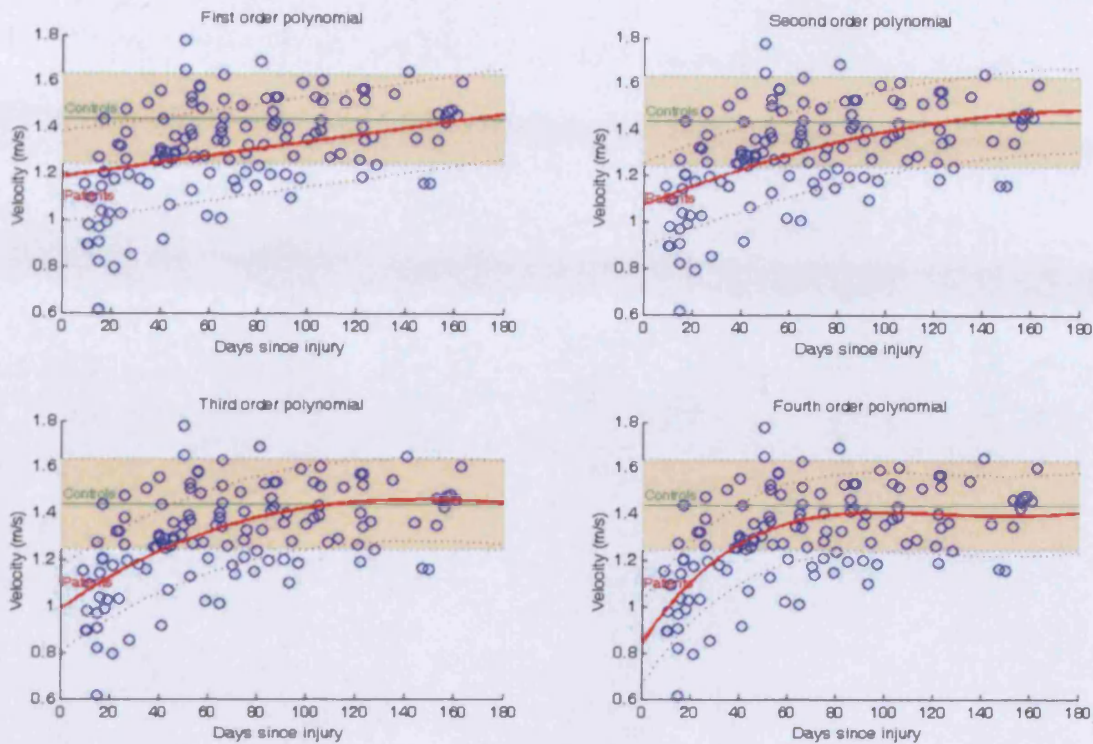 First order polynomial
1.8
1.6
1.4
1.2
1
0.8
0.6
Velocity (m/s)
Controls
Patients
0 20 40 60 80 100 120 140 160 180
Days since injury
Second order polynomial
1.8
1.6
1.4
1.2
1
0.8
0.6
Velocity (m/s)
Controls
Patients
0 20 40 60 80 100 120 140 160 180
Days since injury
Third order polynomial
1.8
1.6
1.4
1.2
1
0.8
0.6
Velocity (m/s)
Controls
Patients
0 20 40 60 80 100 120 140 160 180
Days since injury
Fourth order polynomial
1.8
1.6
1.4
1.2
1
0.8
0.6
Velocity (m/s)
Controls
Patients
0 20 40 60 80 100 120 140 160 180
Days since injury